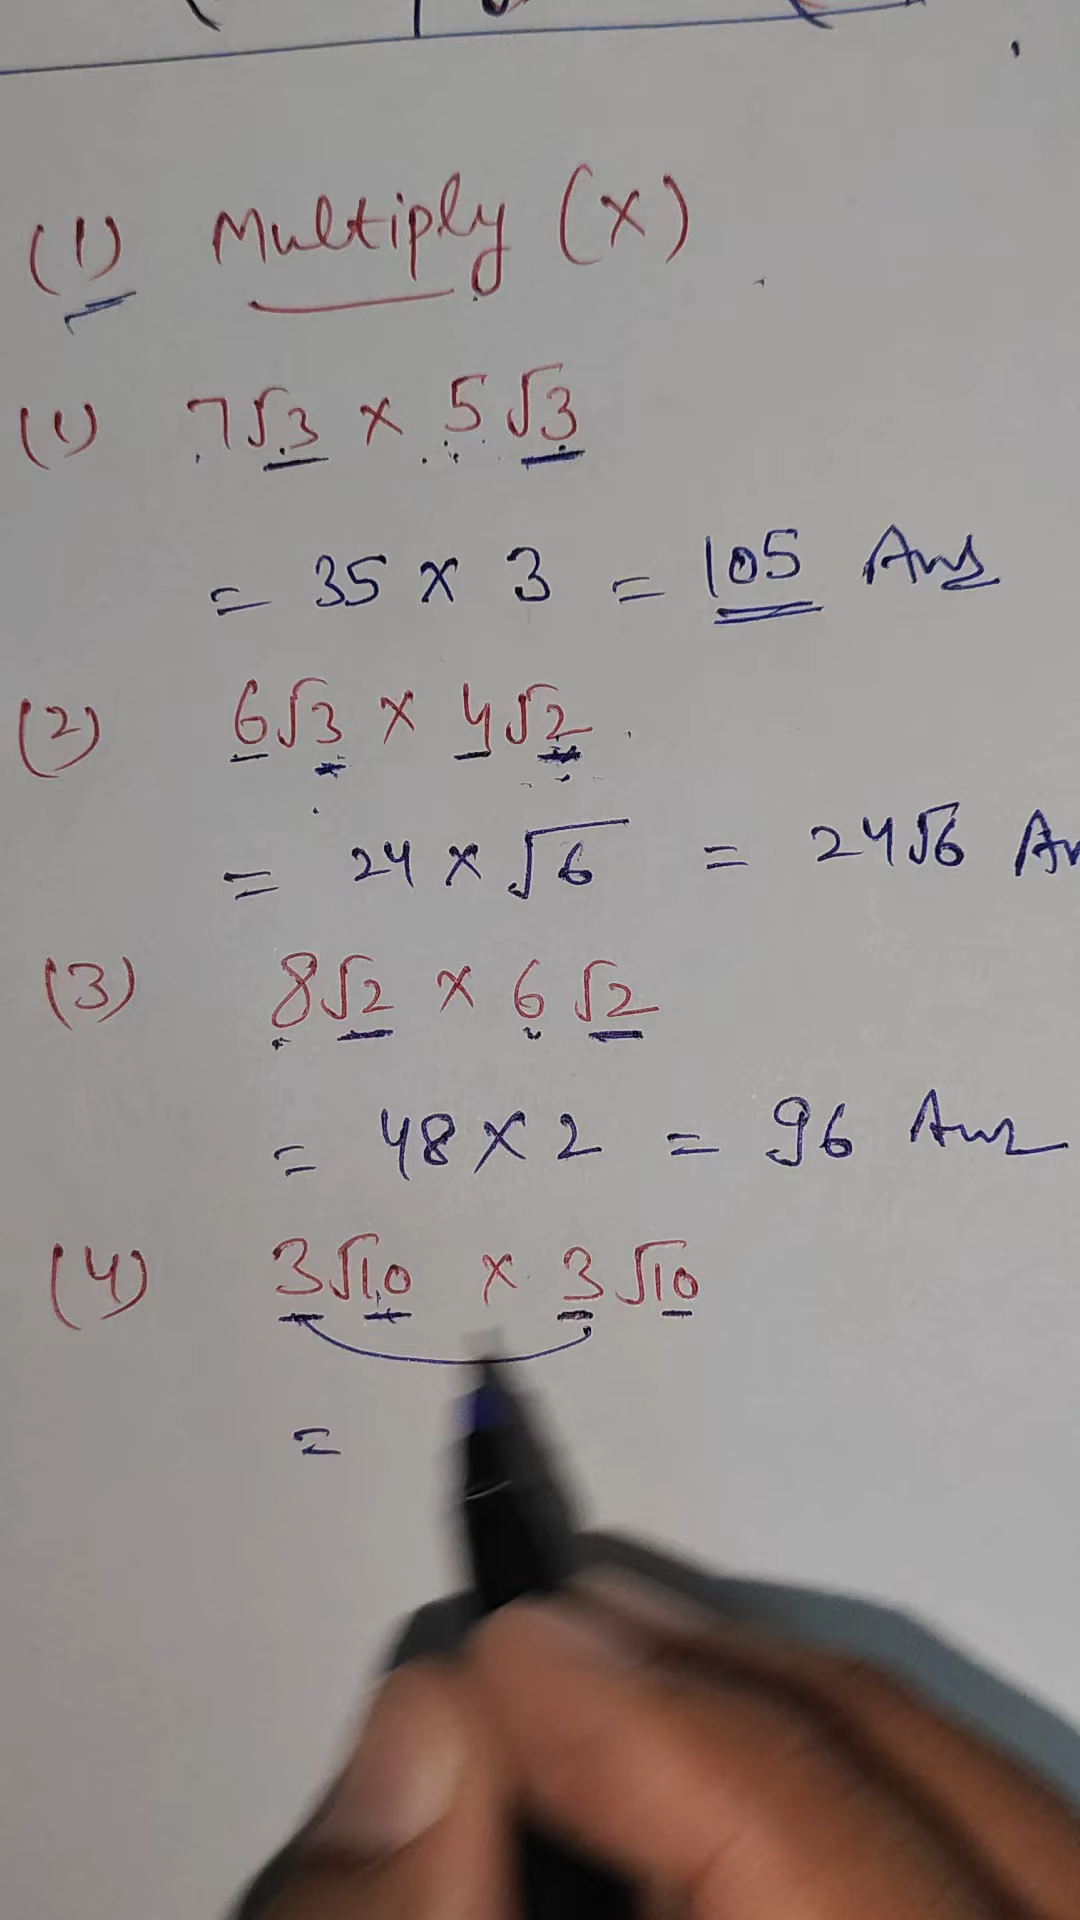 (1) Multiply (x)
(1) 7√3 x 5√3
= 35 x 3 = 105 Ans
(2) 6√3 x 4√2
= 24 x √6 = 24√6 An
(3) 8√2 x 6√2
= 48 x 2 = 96 Ans
(4) 3√10 x 3√10
=